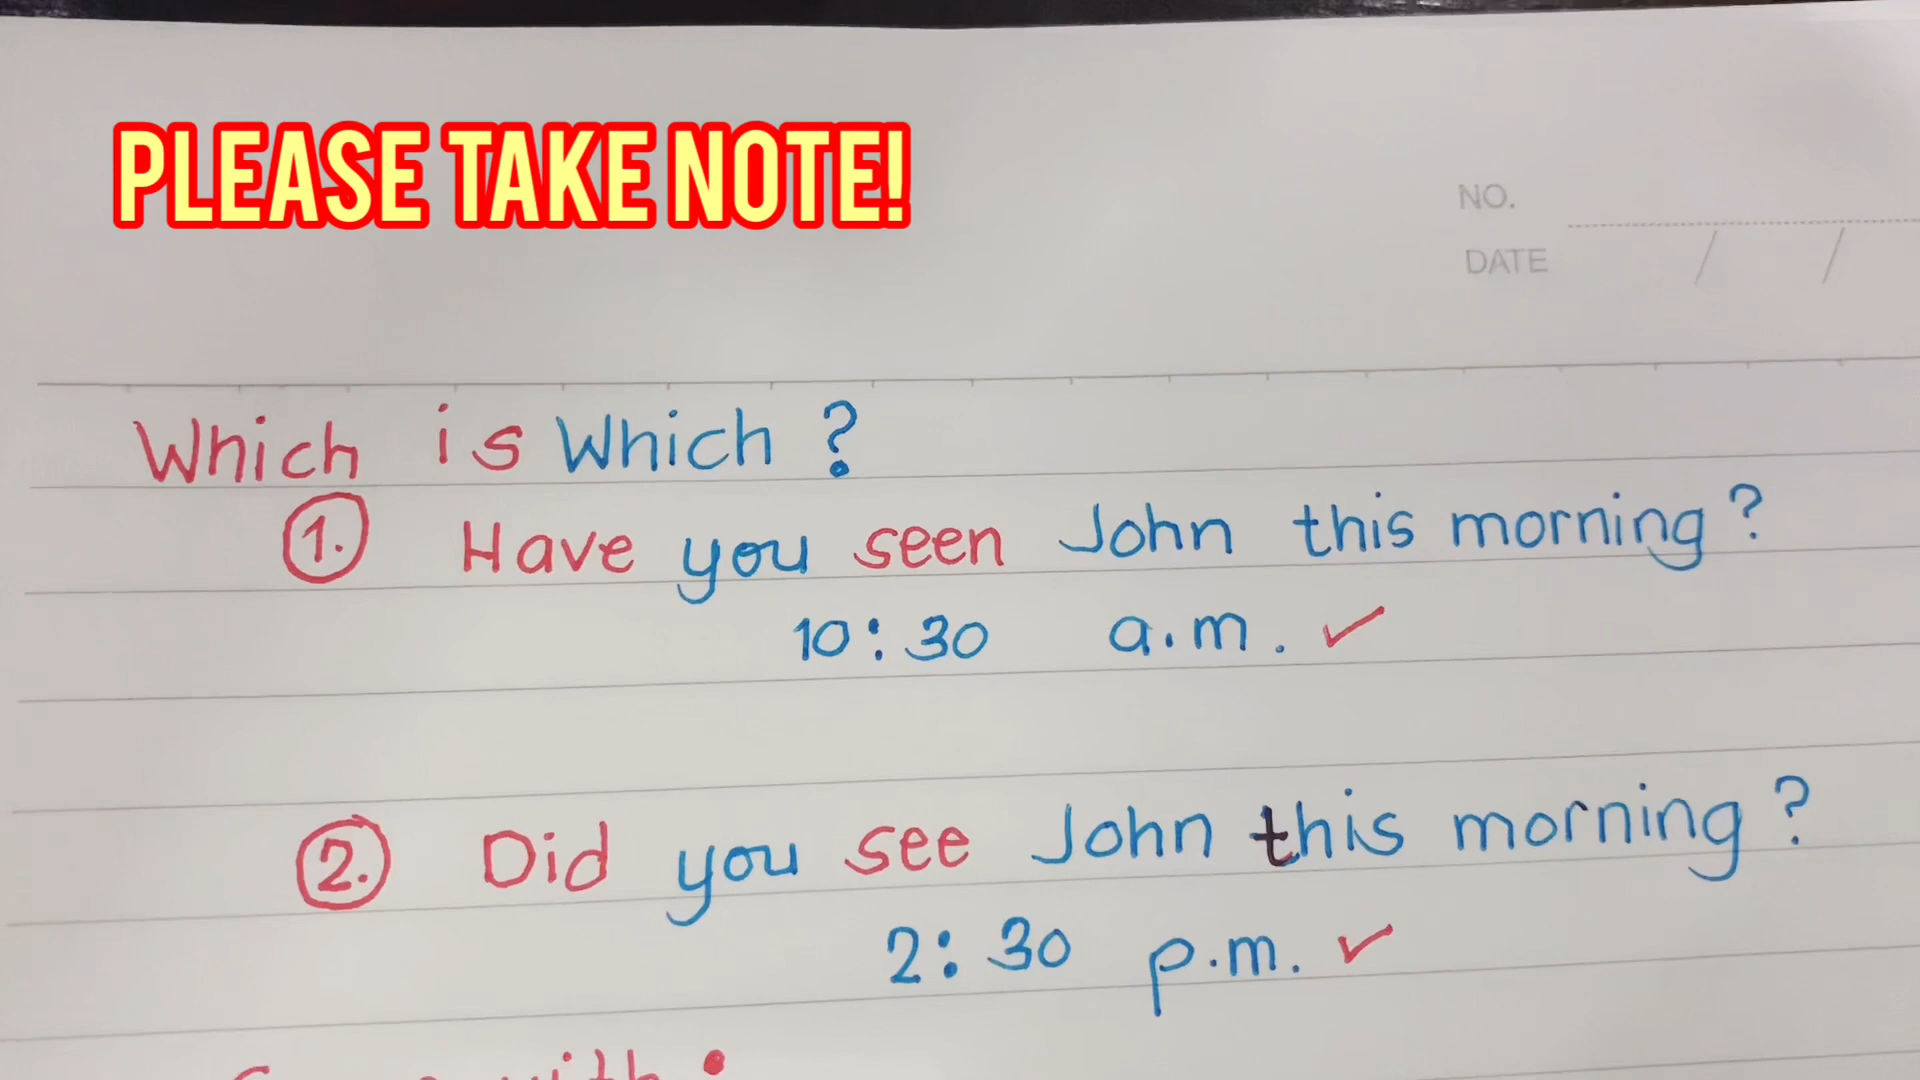 PLEASE TAKE NOTE!
NO.
DATE / /
Which is Which ?
1. Have you seen John this morning ?
10 : 30 a.m. ✓
2. Did you see John this morning ?
2 : 30 p.m. ✓
with :